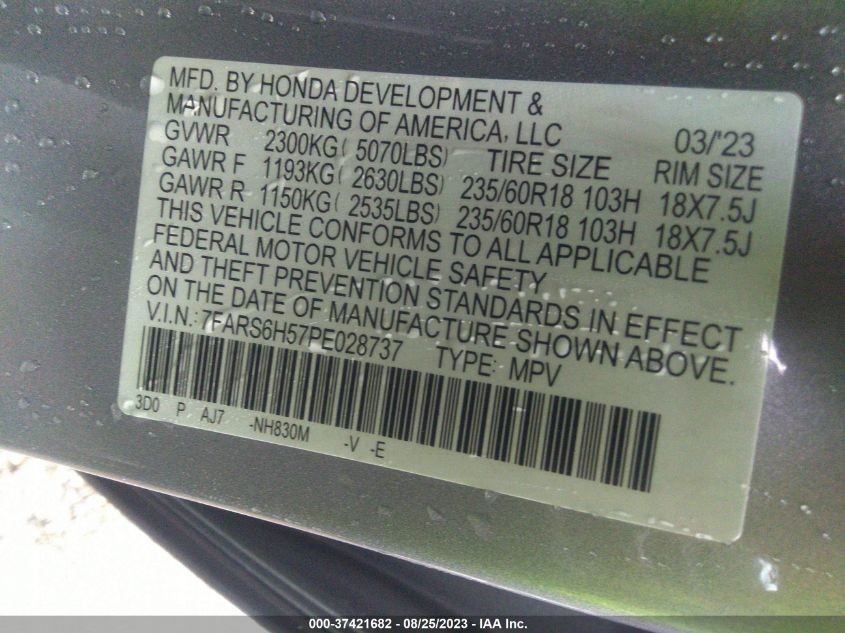 MFD. BY HONDA DEVELOPMENT &
MANUFACTURING OF AMERICA, LLC 03/'23
GVWR 2300KG( 5070LBS) TIRE SIZE RIM SIZE
GAWR F 1193KG( 2630LBS) 235/60R18 103H 18X7.5J
GAWR R 1150KG( 2535LBS) 235/60R18 103H 18X7.5J
THIS VEHICLE CONFORMS TO ALL APPLICABLE
FEDERAL MOTOR VEHICLE SAFETY
AND THEFT PREVENTION STANDARDS IN EFFECT
ON THE DATE OF MANUFACTURE SHOWN ABOVE.
V.I.N.: 7FARS6H57PE028737 TYPE: MPV
3D0 P AJ7 -NH830M -V -E
000-37421682 / 08/25/2023 - IAA Inc.